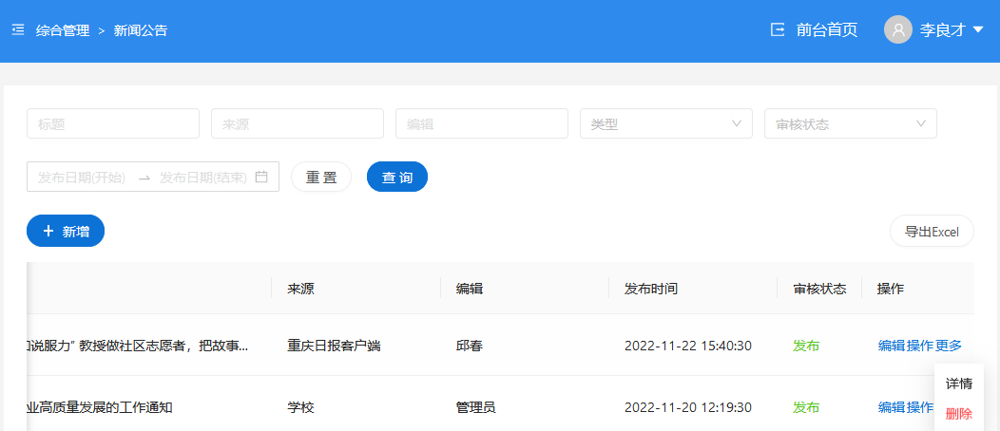 综合管理 > 新闻公告 前台首页 李良才
标题 来源 编辑 类型 审核状态
发布日期(开始) → 发布日期(结束) 重置 查询
+ 新增 导出Excel
来源 编辑 发布时间 审核状态 操作
说服力” 教授做社区志愿者，把故事... 重庆日报客户端 邱春 2022-11-22 15:40:30 发布 编辑 操作 更多
详情
业高质量发展的工作通知 学校 管理员 2022-11-20 12:19:30 发布 编辑 操作
删除